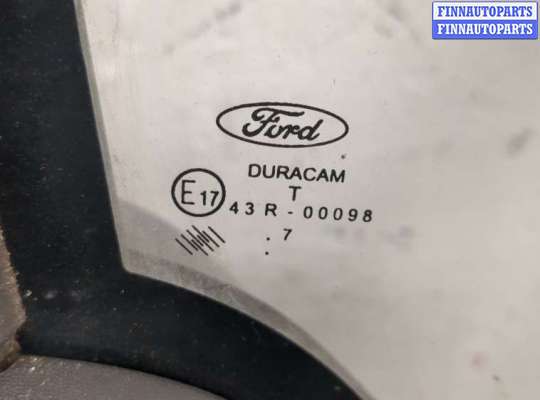 FINNAUTOPARTS
FINNAUTOPARTS
Ford
DURACAM
T
E17
43R-00098
. 7
.